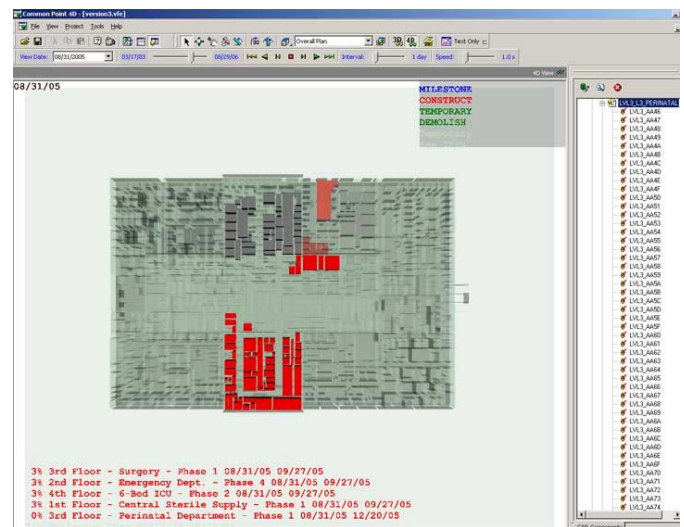 Common Point 4D - [version3.vfe]
File View Project Tools Help
Overall Plan
3D 4D
Text Only
View Date: 08/31/2005 03/17/03 08/29/06 Interval: 1 day Speed: 1.0 s
4D View
08/31/05
MILESTONE
CONSTRUCT
TEMPORARY
DEMOLISH
Temporary
LVL3_L3_PERINATAL
LVL3_AA46
LVL3_AA47
LVL3_AA48
LVL3_AA49
LVL3_AA4A
LVL3_AA4B
LVL3_AA4C
LVL3_AA4D
LVL3_AA4E
LVL3_AA4F
LVL3_AA50
LVL3_AA51
LVL3_AA52
LVL3_AA53
LVL3_AA54
LVL3_AA55
LVL3_AA56
LVL3_AA57
LVL3_AA58
LVL3_AA59
LVL3_AA5A
LVL3_AA5B
LVL3_AA5C
LVL3_AA5D
LVL3_AA5E
LVL3_AA5F
LVL3_AA60
LVL3_AA61
LVL3_AA62
LVL3_AA63
LVL3_AA64
LVL3_AA65
LVL3_AA66
LVL3_AA67
LVL3_AA68
LVL3_AA69
LVL3_AA6A
LVL3_AA6B
LVL3_AA6C
LVL3_AA6D
LVL3_AA6E
LVL3_AA6F
LVL3_AA70
LVL3_AA71
LVL3_AA72
LVL3_AA73
LVL3_AA74
3% 3rd Floor - Surgery - Phase 1 08/31/05 09/27/05
3% 2nd Floor - Emergency Dept. - Phase 4 08/31/05 09/27/05
3% 4th Floor - 6-Bed ICU - Phase 2 08/31/05 09/27/05
3% 1st Floor - Central Sterile Supply - Phase 1 08/31/05 09/27/05
0% 3rd Floor - Perinatal Department - Phase 1 08/31/05 12/20/05